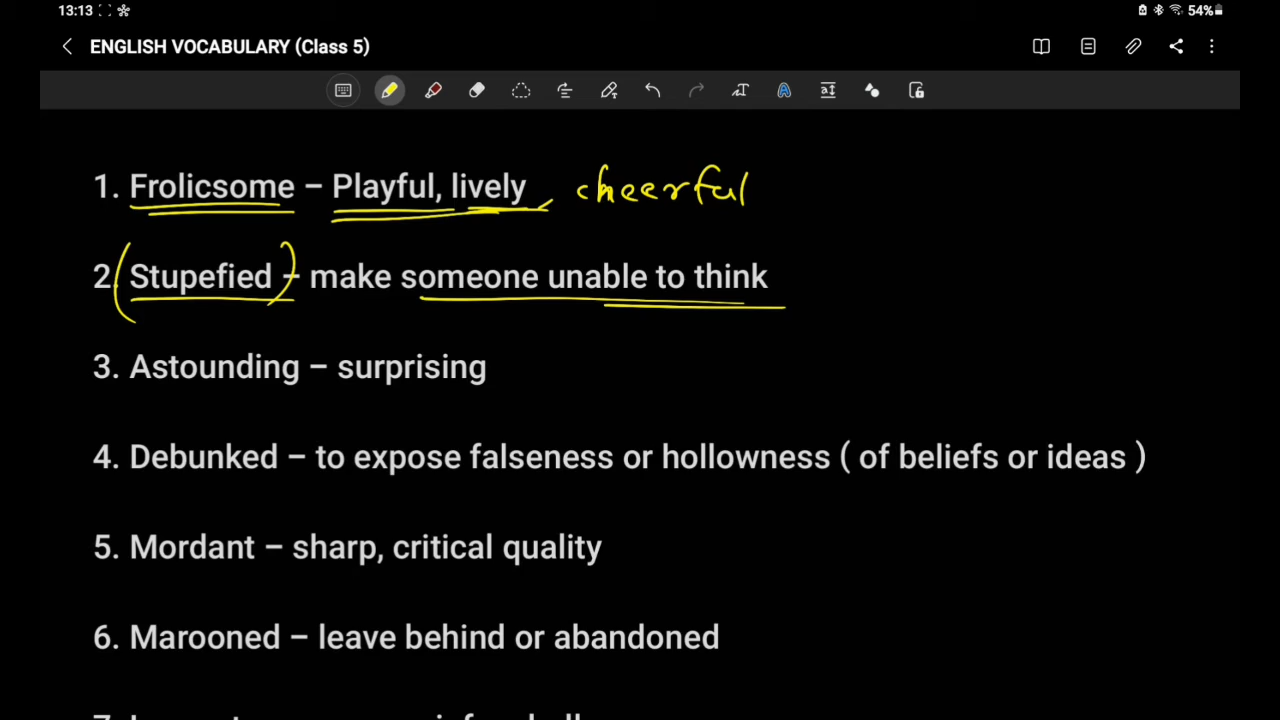 13:13 54%
ENGLISH VOCABULARY (Class 5)
1. Frolicsome – Playful, lively, cheerful
2. Stupefied – make someone unable to think
3. Astounding – surprising
4. Debunked – to expose falseness or hollowness ( of beliefs or ideas )
5. Mordant – sharp, critical quality
6. Marooned – leave behind or abandoned
7.